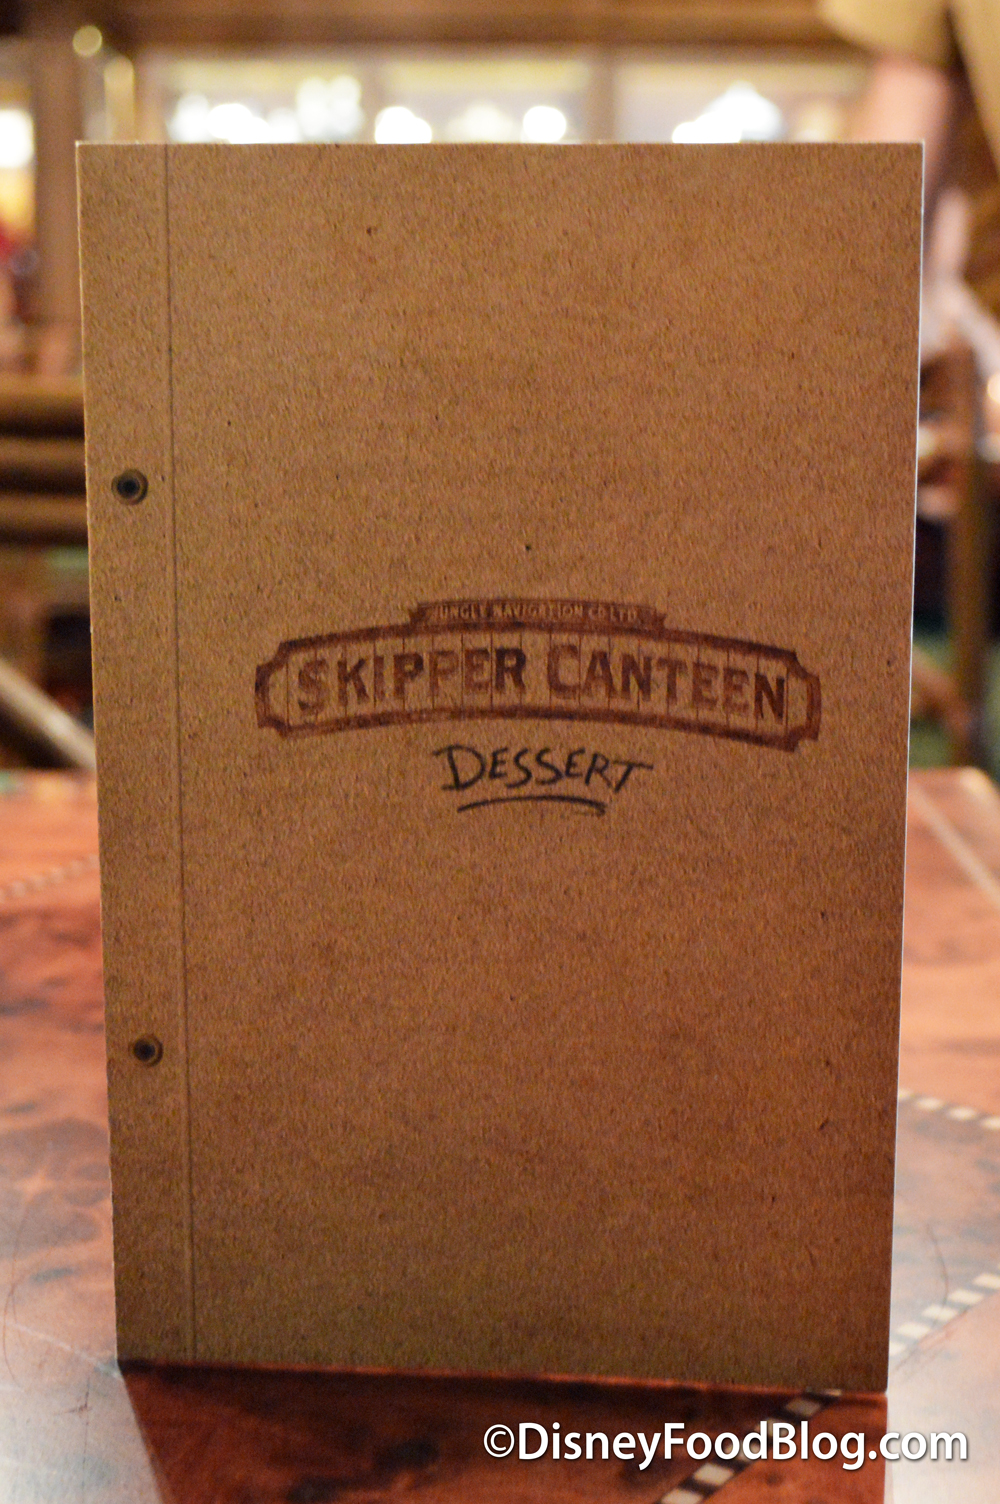 JUNGLE NAVIGATION CO. LTD.
SKIPPER CANTEEN
DESSERT
©DisneyFoodBlog.com